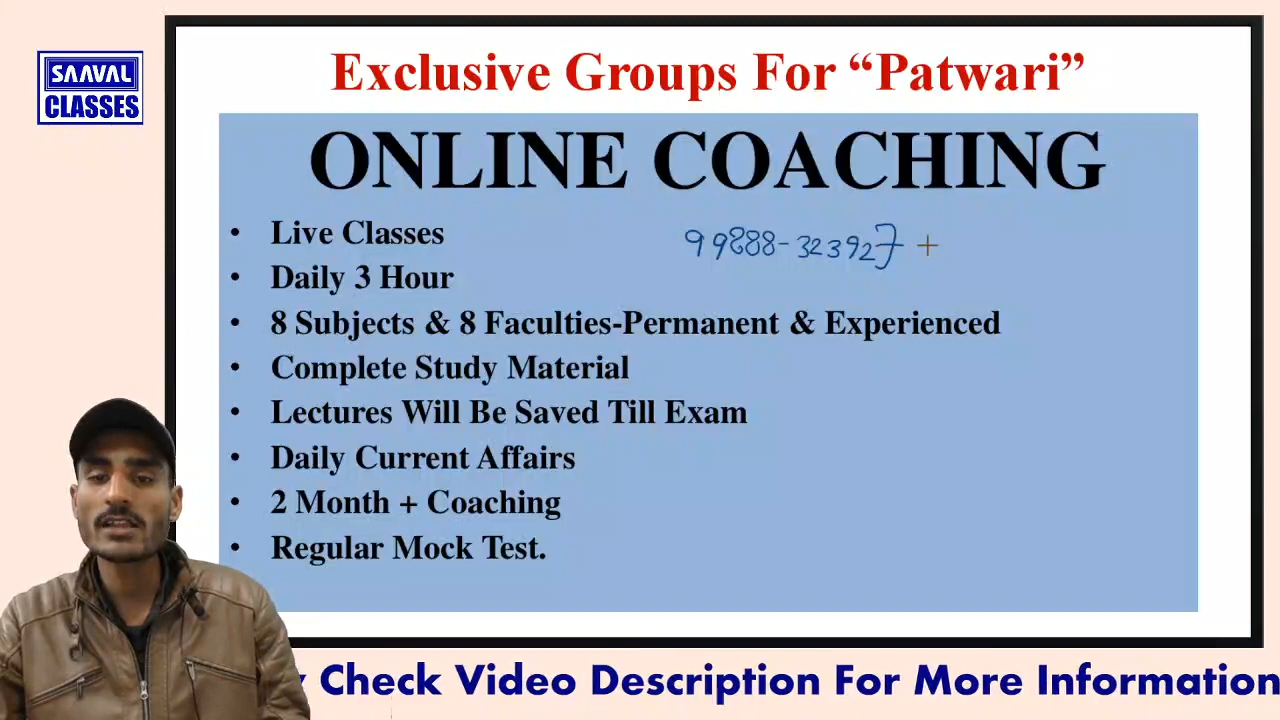 SAAVAL
CLASSES
Exclusive Groups For “Patwari”
ONLINE COACHING
• Live Classes
99888-323927
• Daily 3 Hour
• 8 Subjects & 8 Faculties-Permanent & Experienced
• Complete Study Material
• Lectures Will Be Saved Till Exam
• Daily Current Affairs
• 2 Month + Coaching
• Regular Mock Test.
Check Video Description For More Information